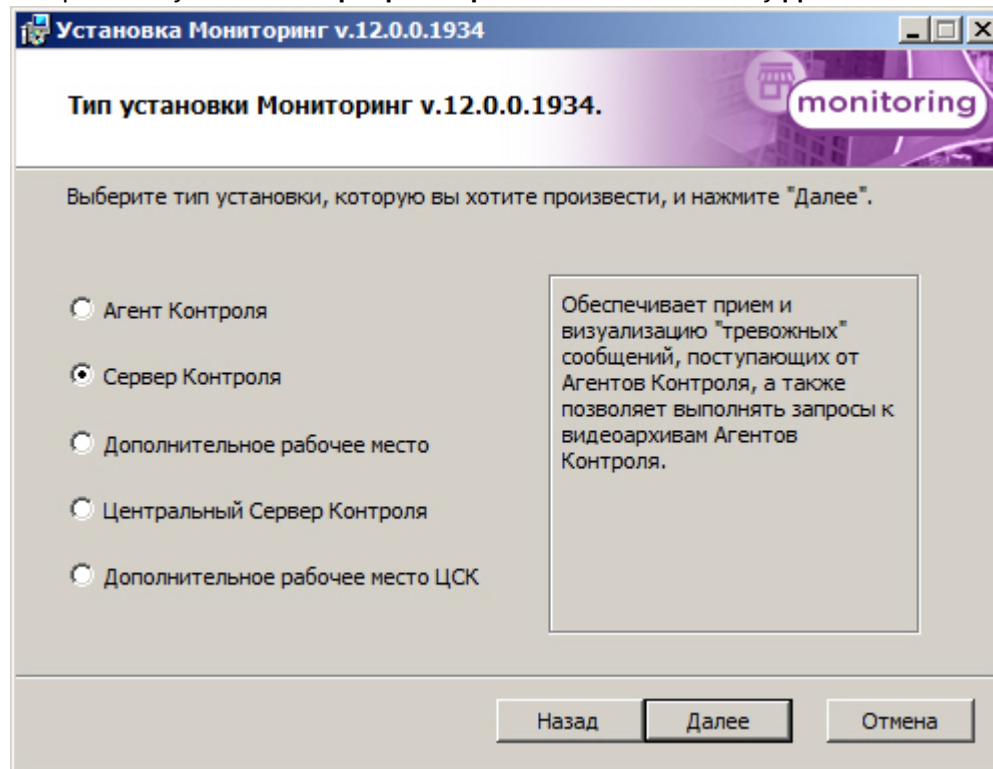 Установка Мониторинг v.12.0.0.1934
Тип установки Мониторинг v.12.0.0.1934.
monitoring
Выберите тип установки, которую вы хотите произвести, и нажмите "Далее".
Агент Контроля
Сервер Контроля
Дополнительное рабочее место
Центральный Сервер Контроля
Дополнительное рабочее место ЦСК
Обеспечивает прием и
визуализацию "тревожных"
сообщений, поступающих от
Агентов Контроля, а также
позволяет выполнять запросы к
видеоархивам Агентов
Контроля.
Назад
Далее
Отмена